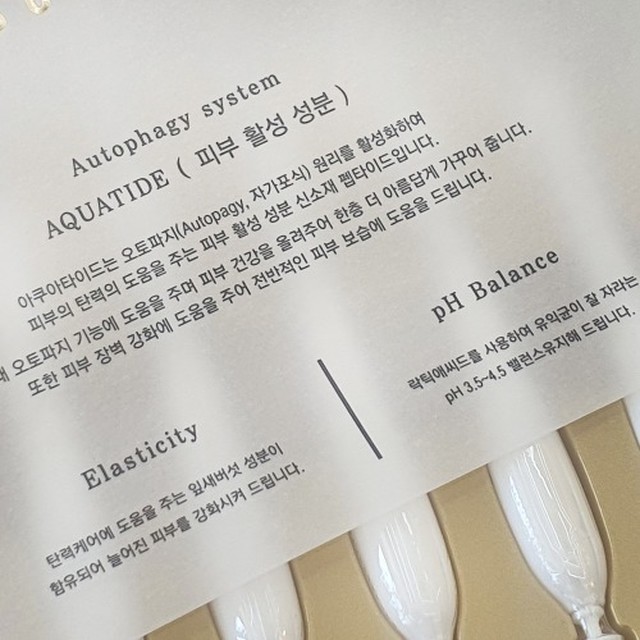 Autophagy system
AQUATIDE ( 피부 활성 성분 )
아쿠아타이드는 오토파지(Autopagy, 자가포식) 원리를 활성화하여
피부의 탄력의 도움을 주는 피부 활성 성분 신소재 펩타이드입니다.
오토파지 기능에 도움을 주며 피부 건강을 올려주어 한층 더 아름답게 가꾸어 줍니다.
또한 피부 장벽 강화에 도움을 주어 전반적인 피부 보습에 도움을 드립니다.
pH Balance
락틱애씨드를 사용하여 유익균이 잘 자라는
pH 3.5~4.5 밸런스유지해 드립니다.
Elasticity
탄력케어에 도움을 주는 잎새버섯 성분이
함유되어 늘어진 피부를 강화시켜 드립니다.